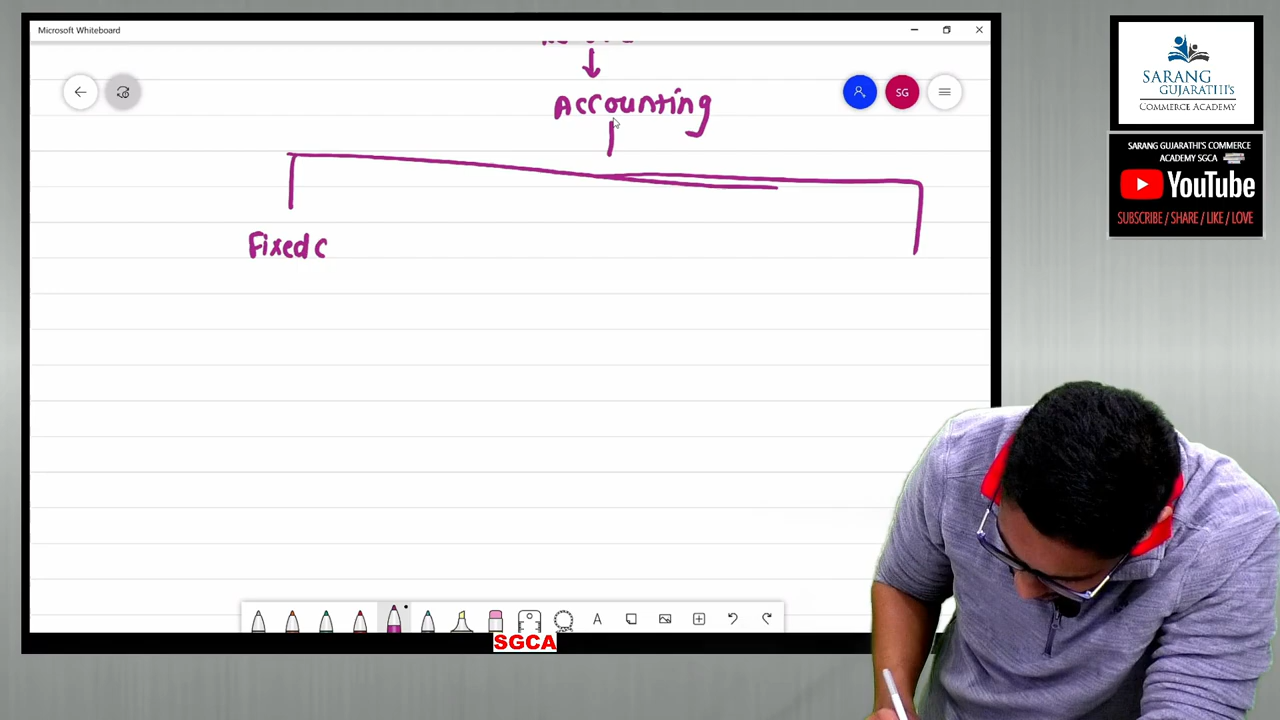 Microsoft Whiteboard
SG
Accounting
Fixed c
SARANG
GUJARATHI'S
COMMERCE ACADEMY
SARANG GUJARATHI'S COMMERCE
ACADEMY SGCA
YouTube
SUBSCRIBE / SHARE / LIKE / LOVE
A
SGCA